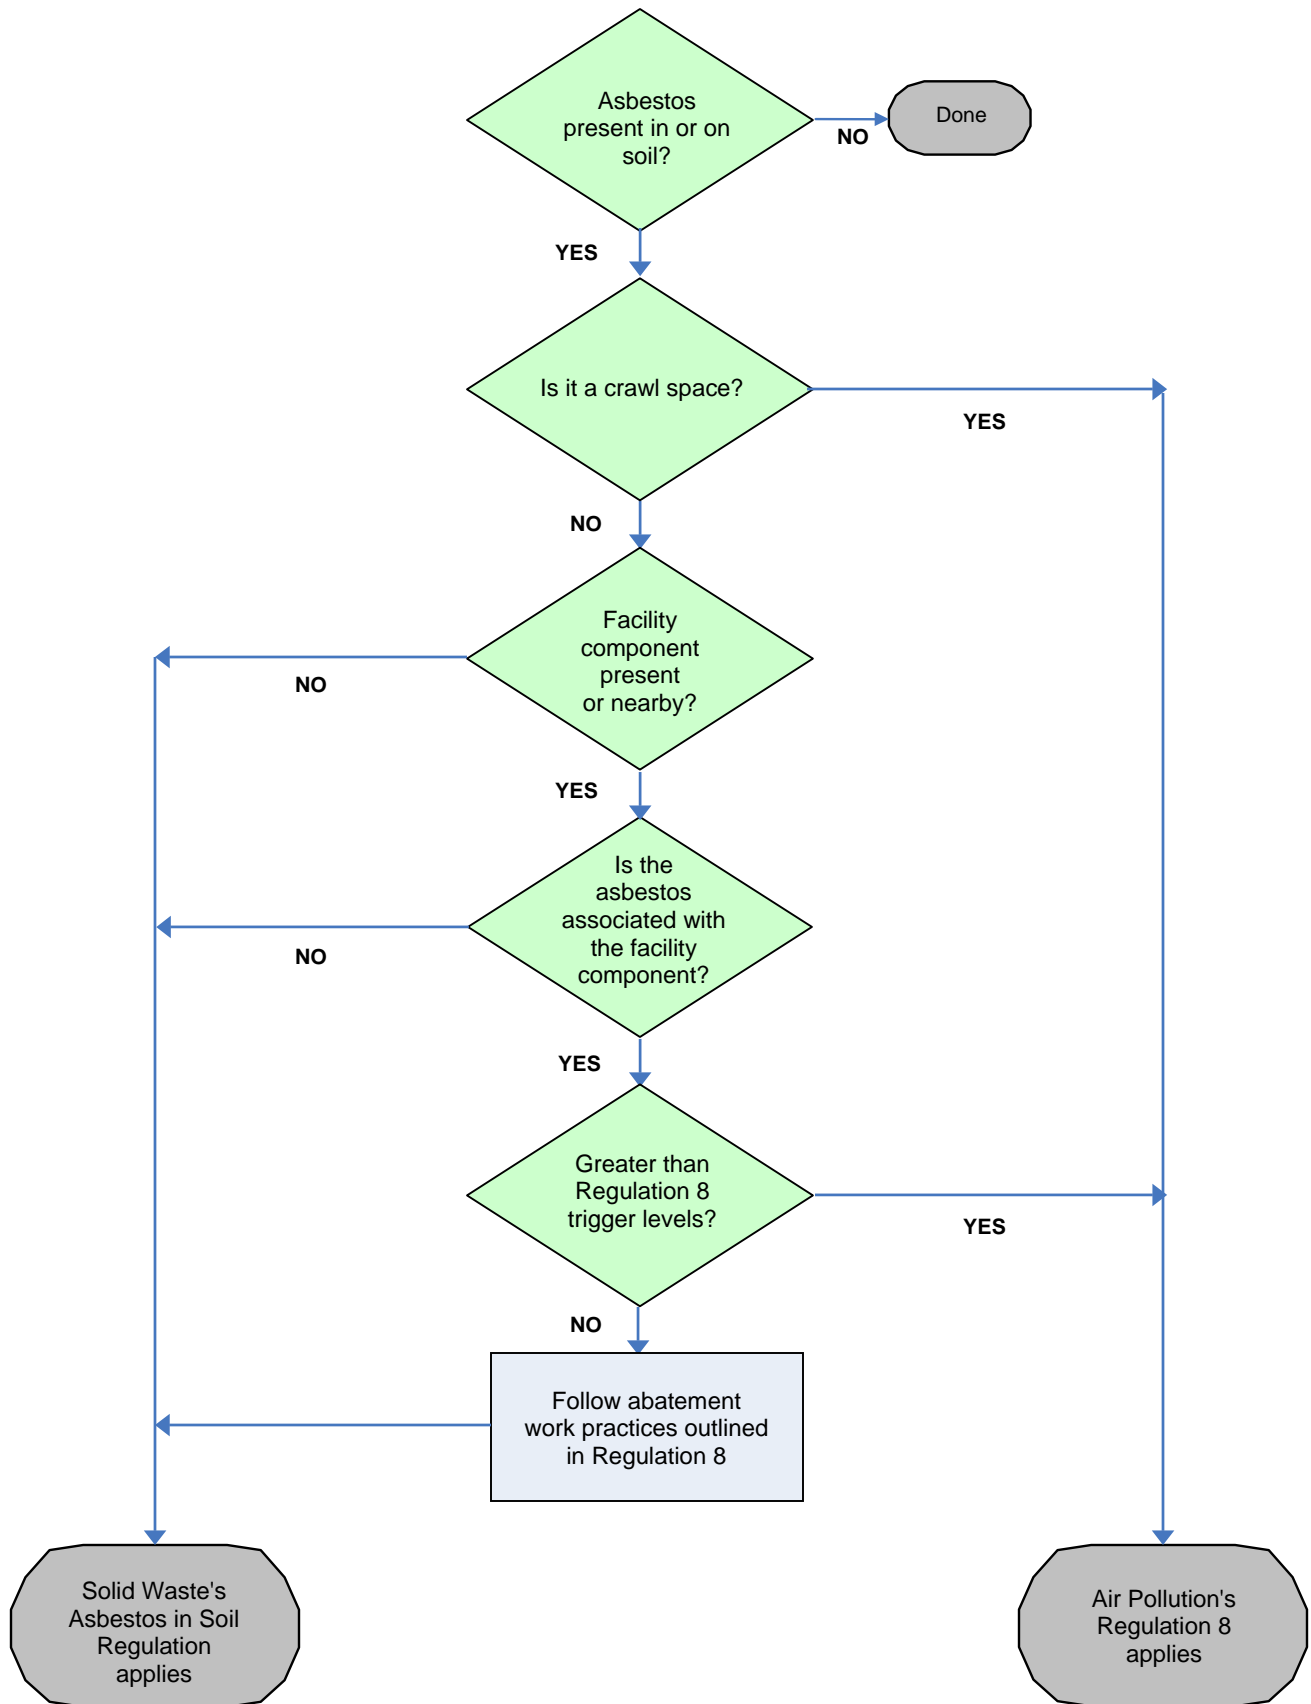 Asbestos
present in or on
soil?
Done
NO
YES
Is it a crawl space?
YES
NO
Facility
component
present
or nearby?
NO
YES
Is the
asbestos
associated with
the facility
component?
NO
YES
Greater than
Regulation 8
trigger levels?
YES
NO
Follow abatement
work practices outlined
in Regulation 8
Solid Waste's
Asbestos in Soil
Regulation
applies
Air Pollution's
Regulation 8
applies